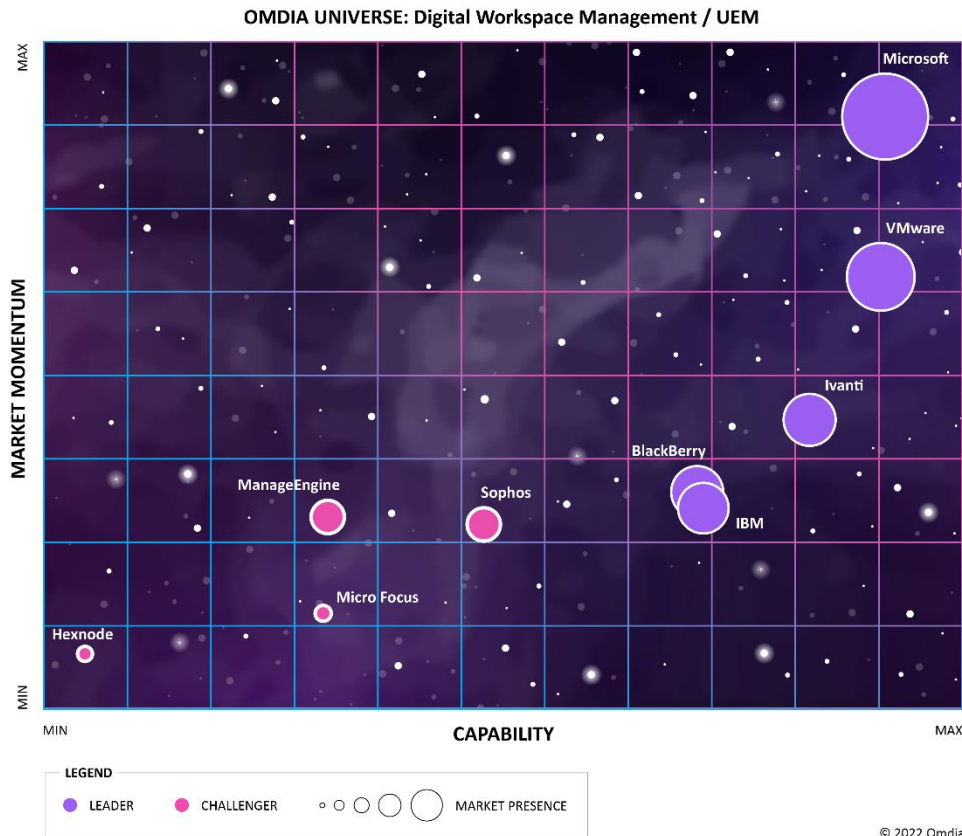 OMDIA UNIVERSE: Digital Workspace Management / UEM
MAX
Microsoft
VMware
MARKET MOMENTUM
Ivanti
BlackBerry
ManageEngine
Sophos
IBM
Micro Focus
Hexnode
MIN
MIN
CAPABILITY
MAX
LEGEND
LEADER
CHALLENGER
MARKET PRESENCE
© 2022 Omdia